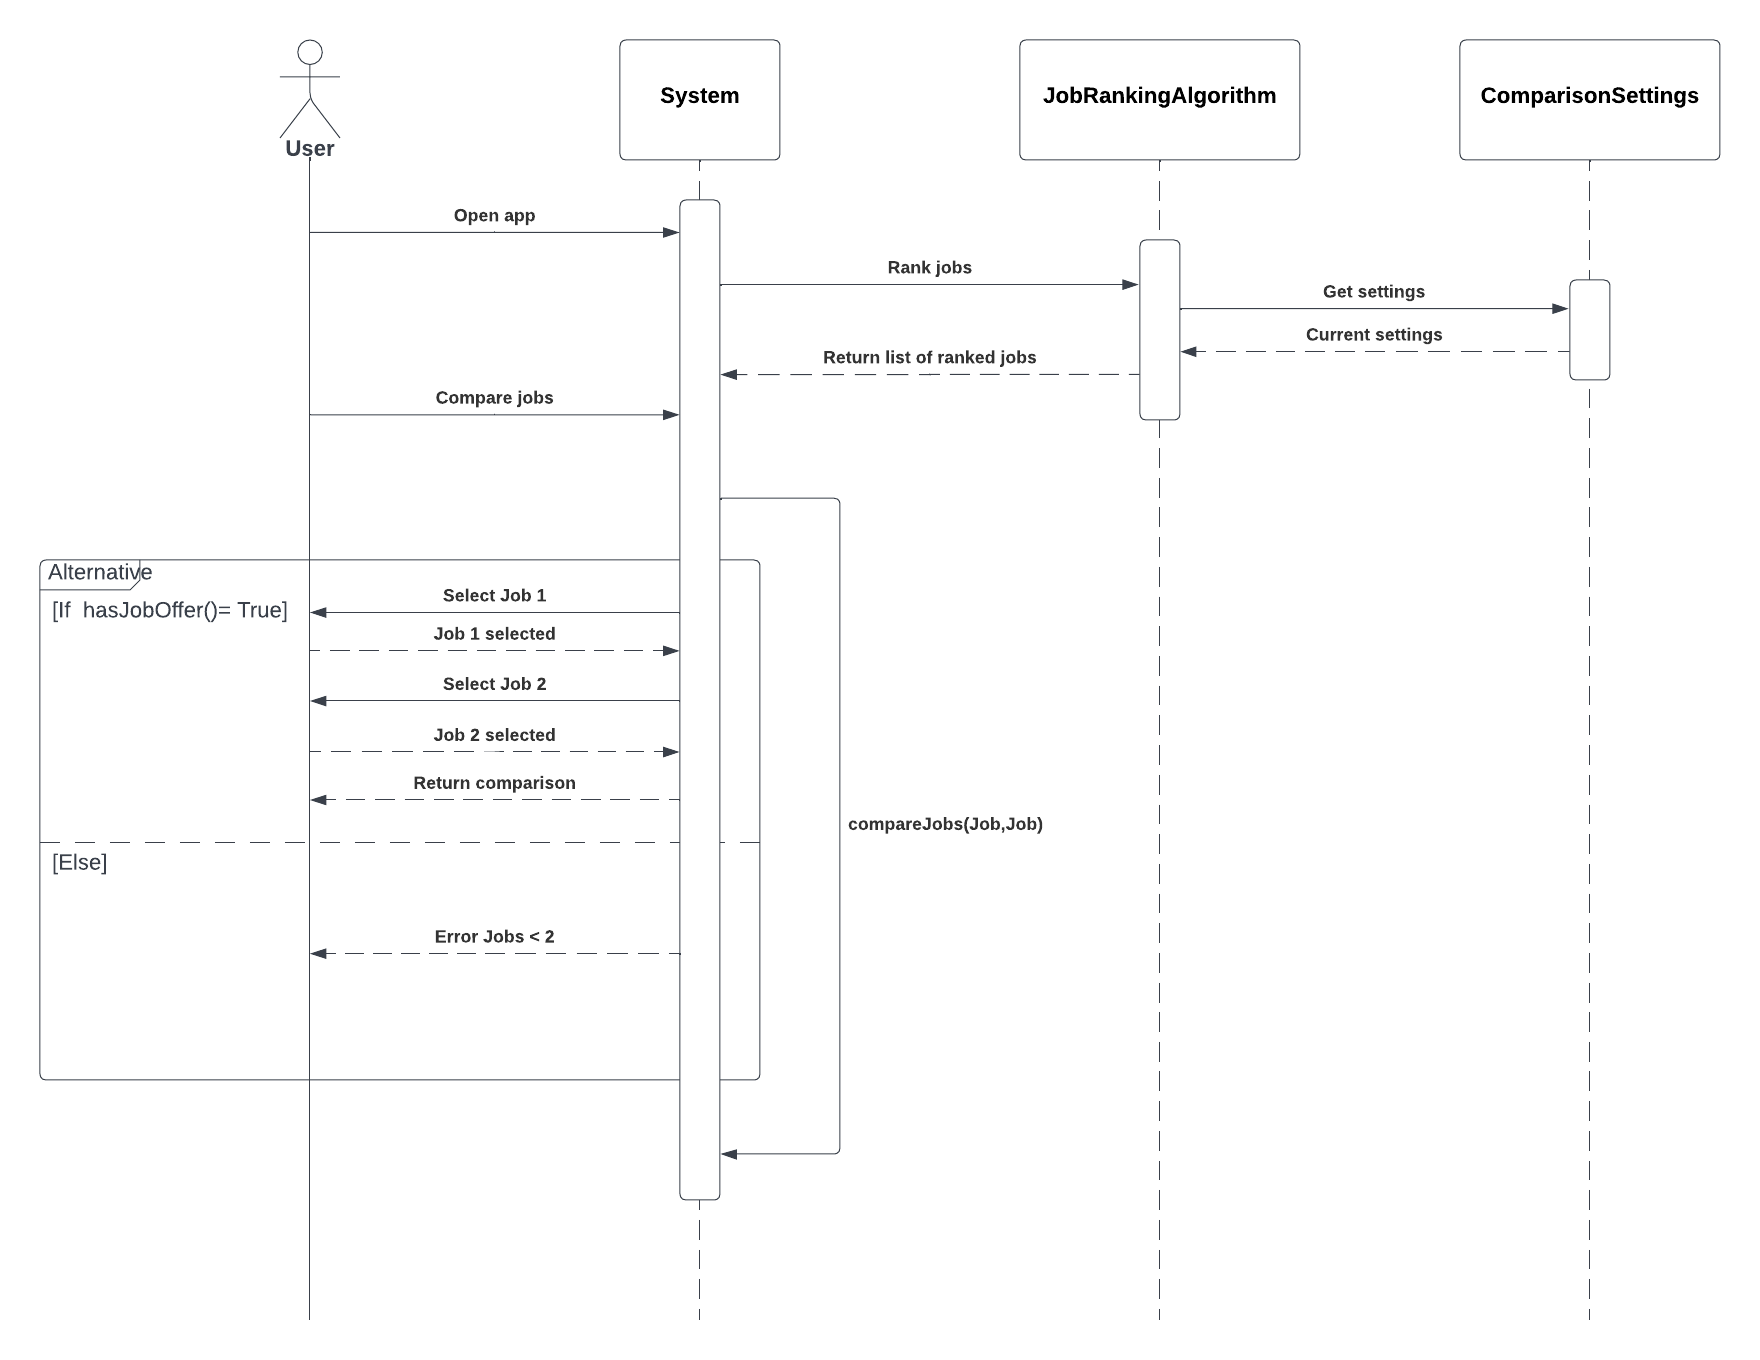 User
System
JobRankingAlgorithm
ComparisonSettings
Open app
Rank jobs
Get settings
Current settings
Return list of ranked jobs
Compare jobs
Alternative
[If  hasJobOffer()= True]
Select Job 1
Job 1 selected
Select Job 2
Job 2 selected
Return comparison
compareJobs(Job,Job)
[Else]
Error Jobs < 2